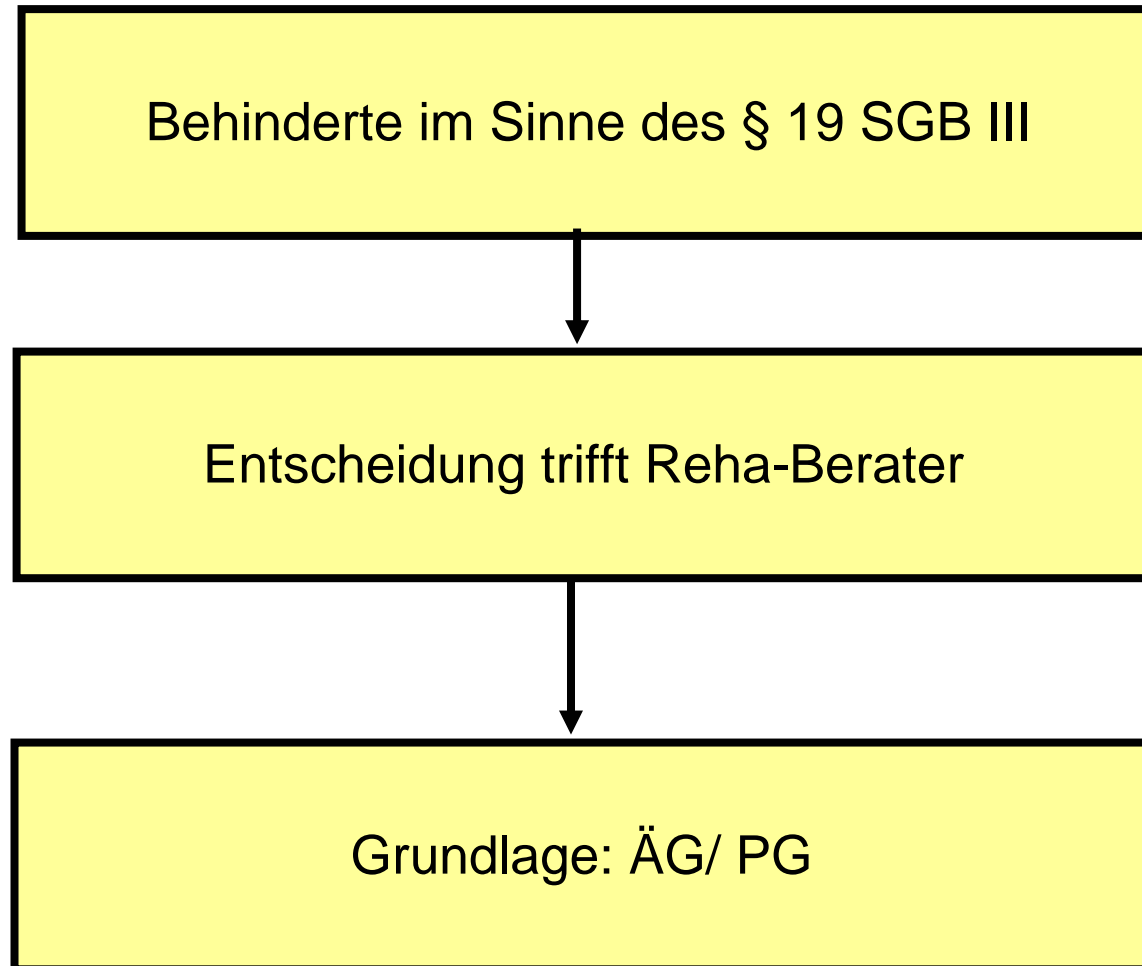 Behinderte im Sinne des § 19 SGB III
Entscheidung trifft Reha-Berater
Grundlage: ÄG/ PG